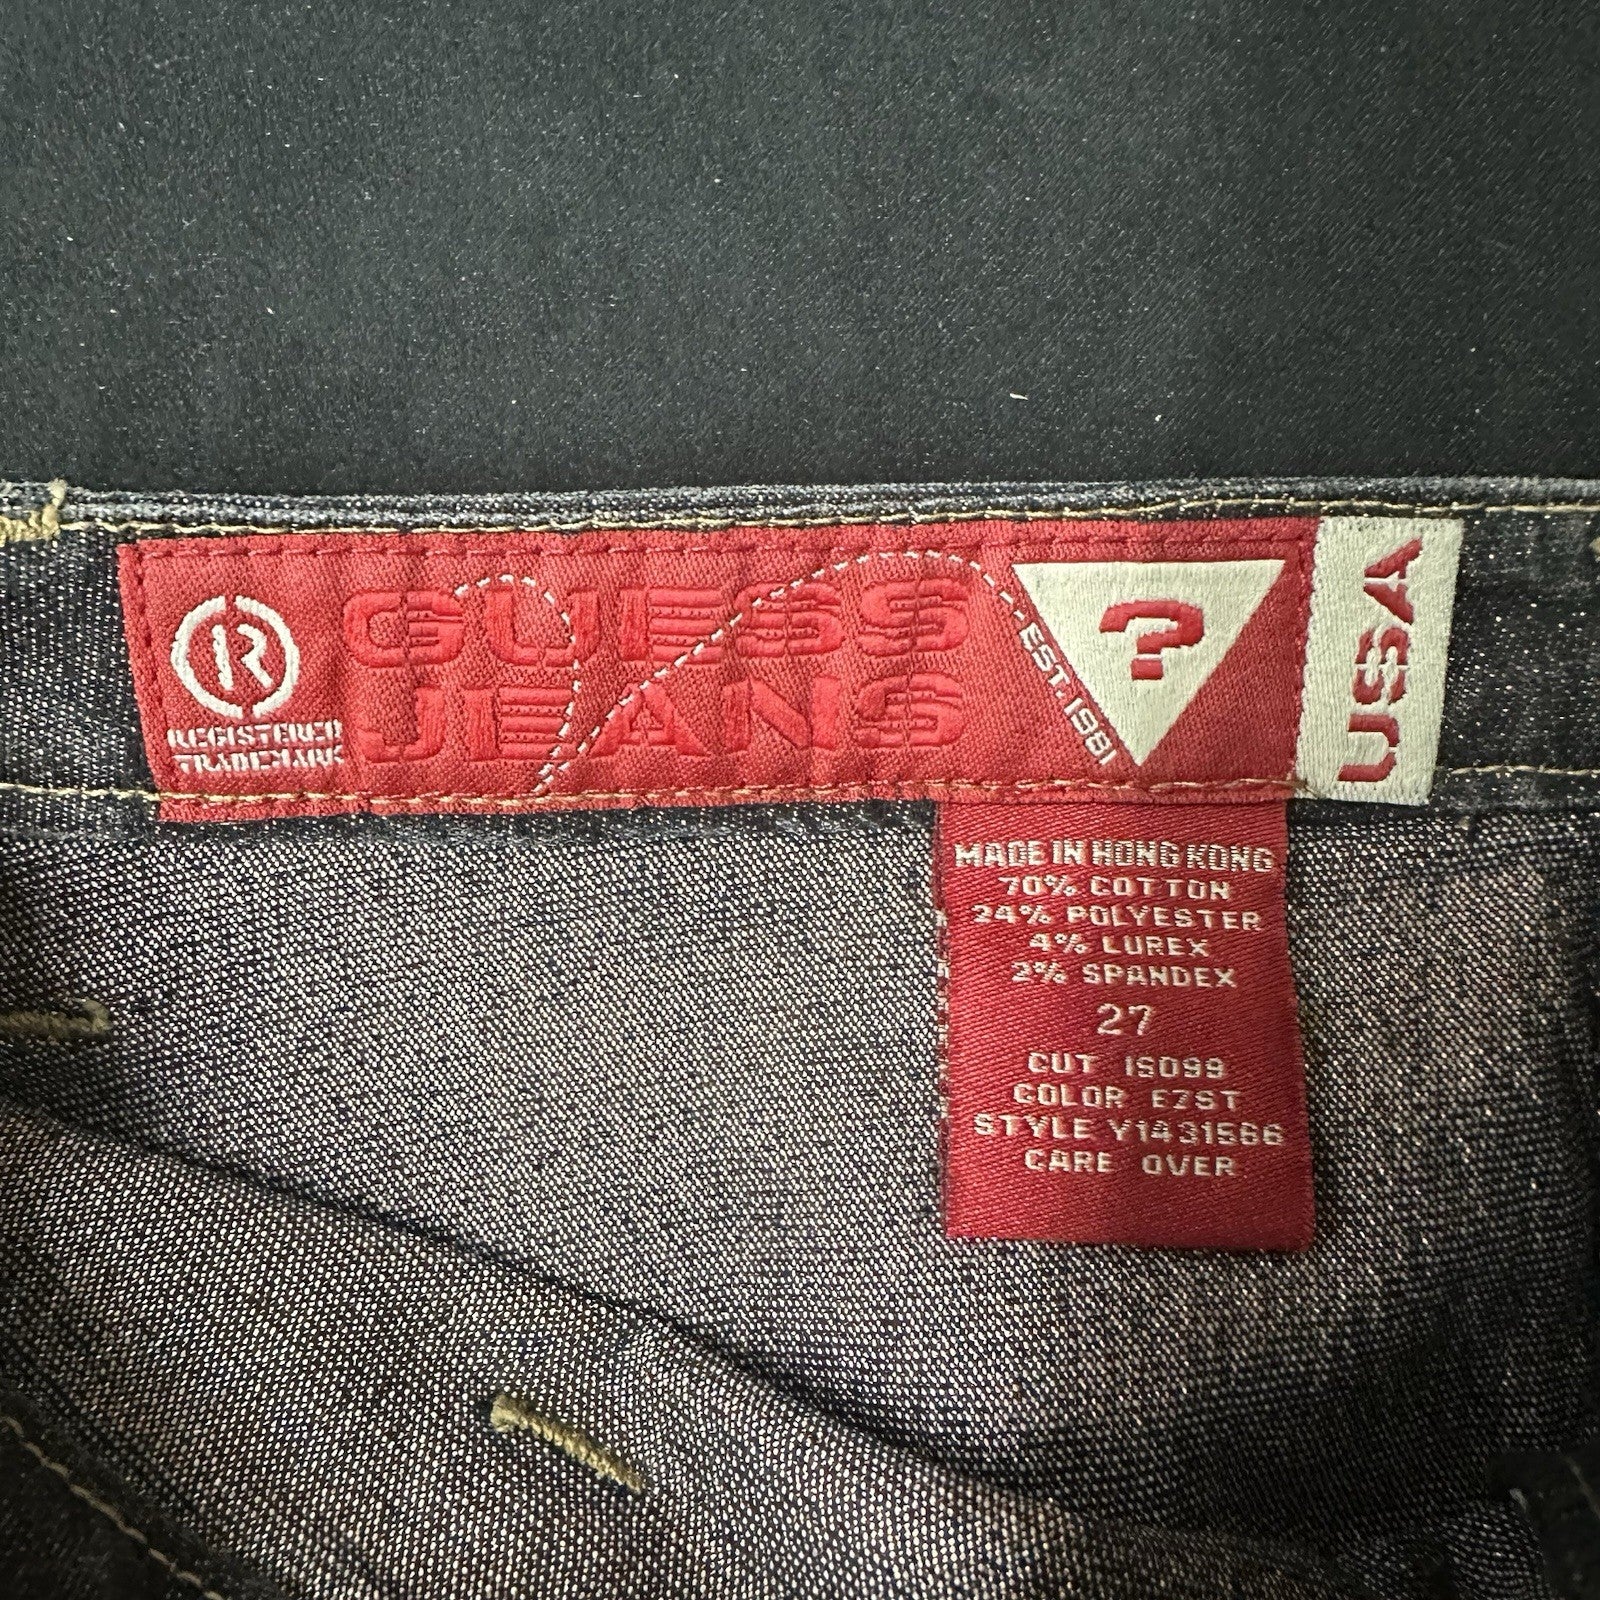 R
REGISTERED
TRADEMARK
GUESS
JEANS
EST. 1981
?
USA
MADE IN HONG KONG
70% COTTON
24% POLYESTER
4% LUREX
2% SPANDEX
27
CUT IS099
COLOR EZST
STYLE Y1431566
CARE OVER